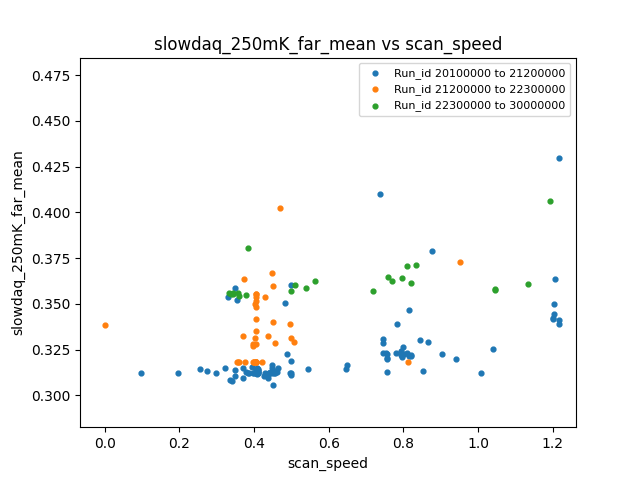 slowdaq_250mK_far_mean vs scan_speed
Run_id 20100000 to 21200000
Run_id 21200000 to 22300000
Run_id 22300000 to 30000000
slowdaq_250mK_far_mean
0.475
0.450
0.425
0.400
0.375
0.350
0.325
0.300
0.0 0.2 0.4 0.6 0.8 1.0 1.2
scan_speed